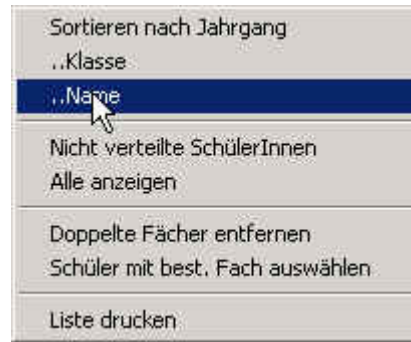 Sortieren nach Jahrgang
..Klasse
..Name
Nicht verteilte SchülerInnen
Alle anzeigen
Doppelte Fächer entfernen
Schüler mit best. Fach auswählen
Liste drucken